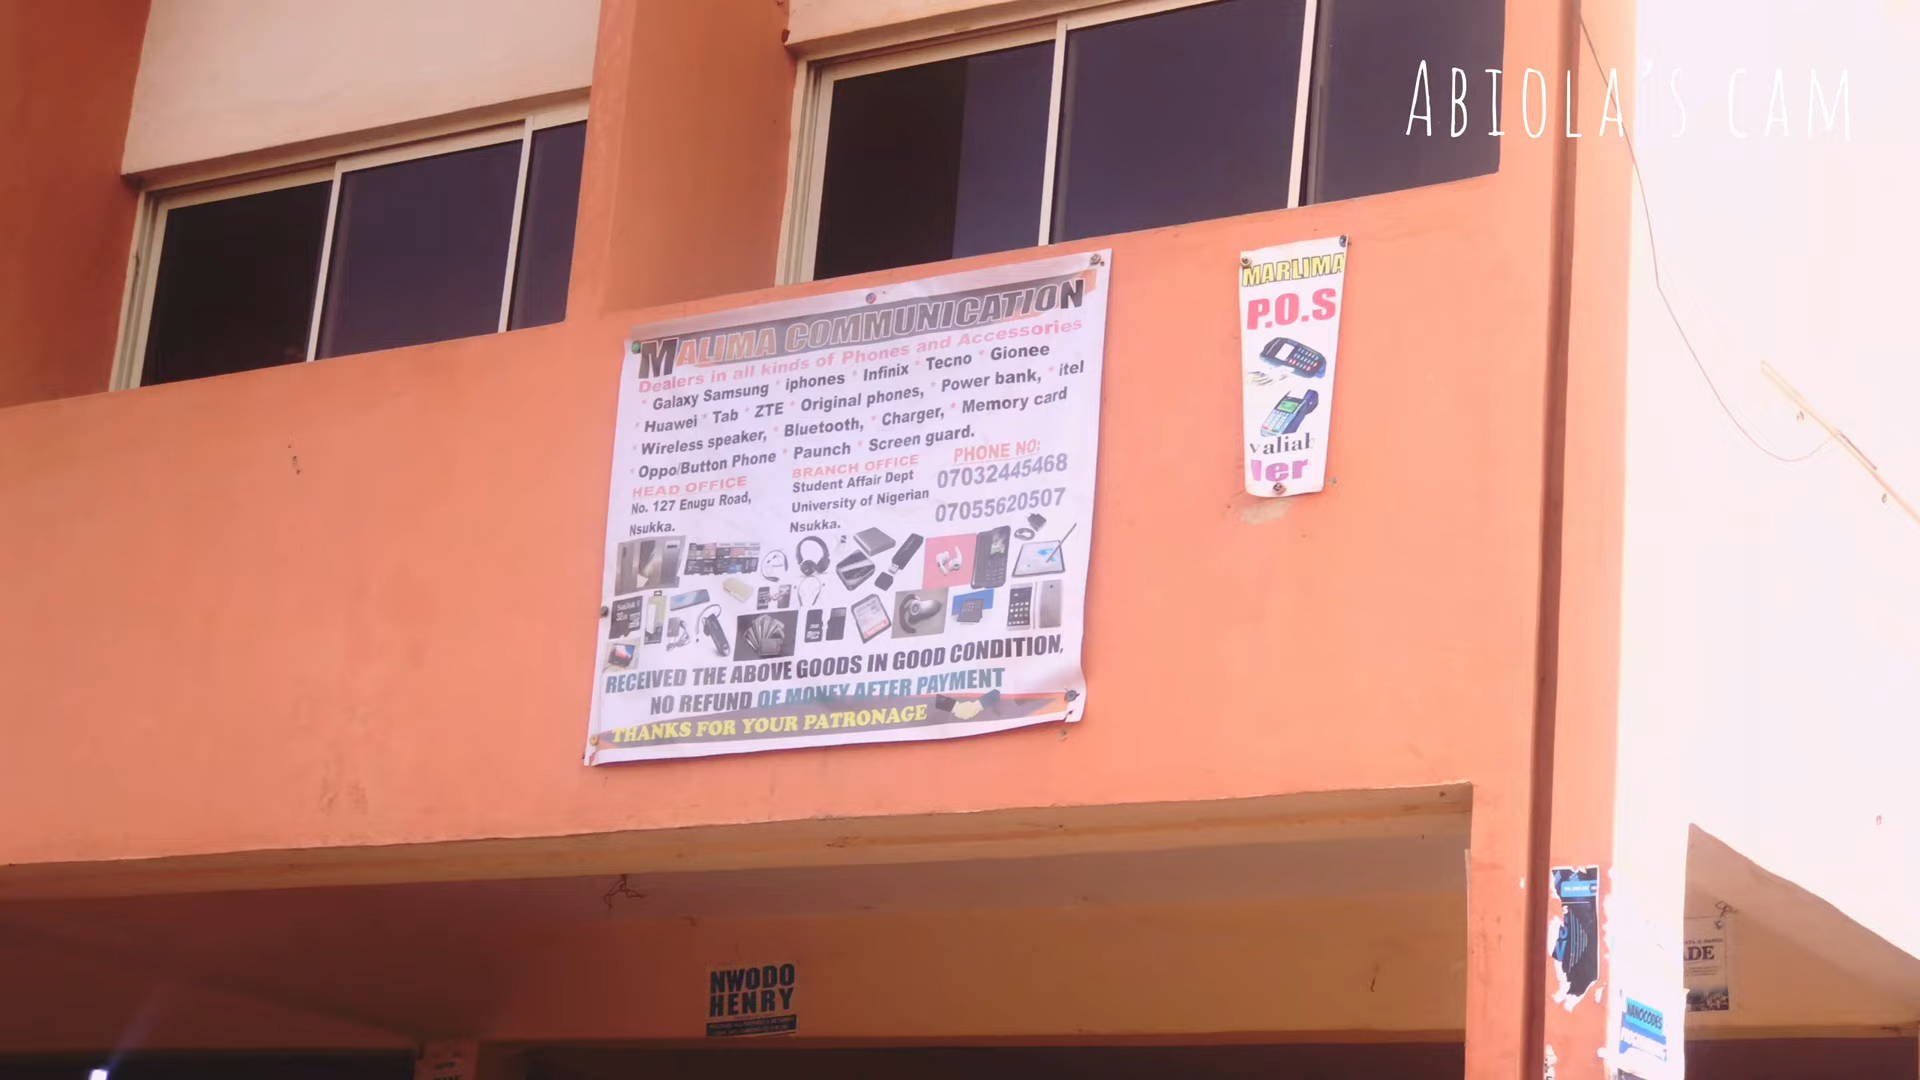 ABIOLA'S CAM
MALIMA COMMUNICATION
Dealers in all kinds of Phones and Accessories
* Galaxy Samsung * iphones * Infinix * Tecno * Gionee
* Huawei * Tab * ZTE * Original phones, * Power bank, * itel
* Wireless speaker, * Bluetooth, * Charger, * Memory card
* Oppo/Button Phone * Paunch * Screen guard.
HEAD OFFICE
No. 127 Enugu Road,
Nsukka.
BRANCH OFFICE
Student Affair Dept
University of Nigerian
Nsukka.
PHONE NO:
07032445468
07055620507
RECEIVED THE ABOVE GOODS IN GOOD CONDITION,
NO REFUND OF MONEY AFTER PAYMENT
THANKS FOR YOUR PATRONAGE
MARLIMA
P.O.S
valiab
ler
NWODO
HENRY
ADE
NANOCODES